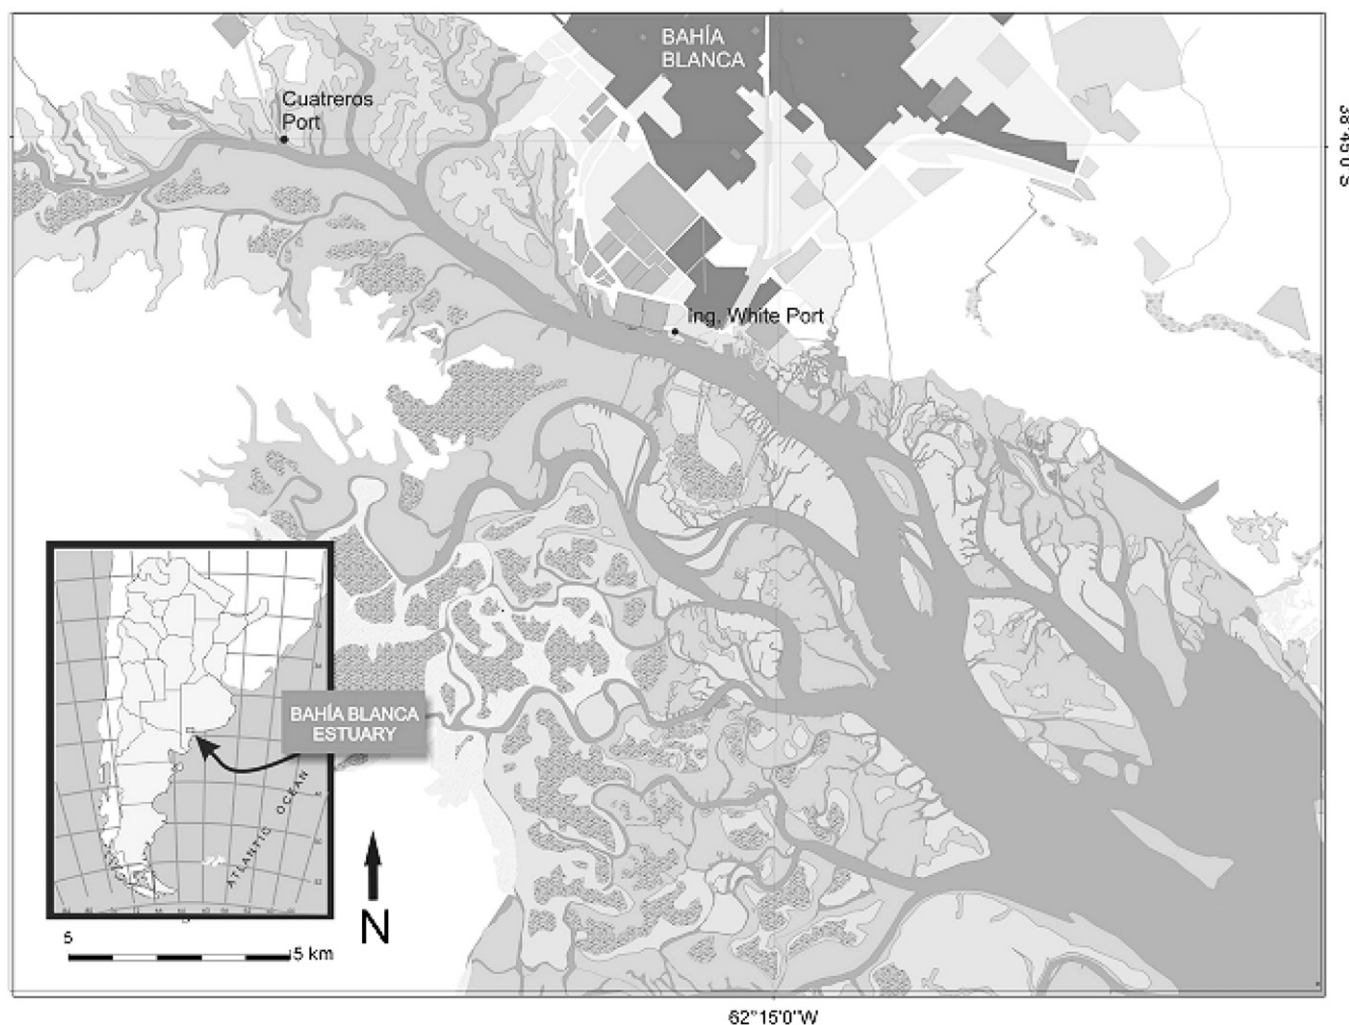 BAHÍA
BLANCA
Cuatreros
Port
38°45'0"S
Ing. White Port
BAHÍA BLANCA
ESTUARY
ATLANTIC OCEAN
N
5
5 km
62°15'0"W